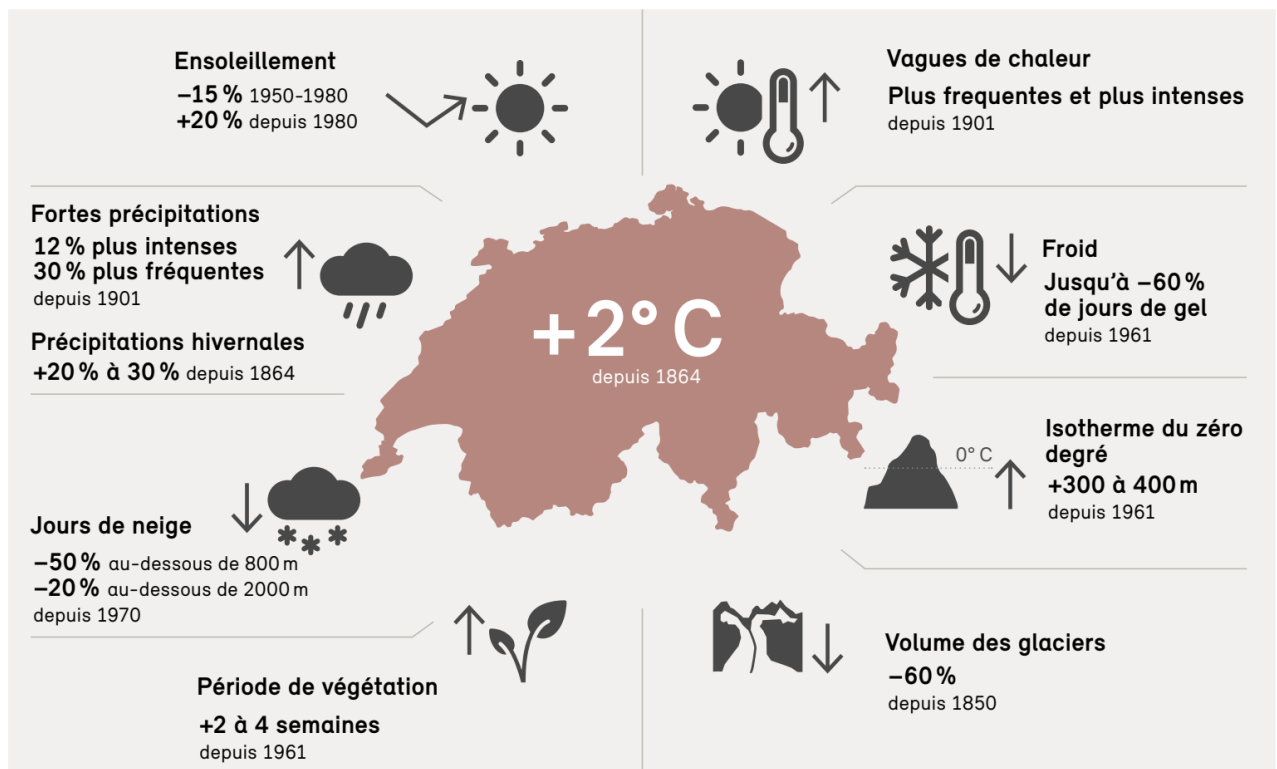 Ensoleillement
–15 % 1950-1980
+20 % depuis 1980
Vagues de chaleur
Plus frequentes et plus intenses
depuis 1901
Fortes précipitations
12 % plus intenses
30 % plus fréquentes
depuis 1901
Précipitations hivernales
+20 % à 30 % depuis 1864
+2° C
depuis 1864
Froid
Jusqu’à –60 %
de jours de gel
depuis 1961
Isotherme du zéro
degré
+300 à 400 m
depuis 1961
0° C
Jours de neige
–50 % au-dessous de 800 m
–20 % au-dessous de 2000 m
depuis 1970
Période de végétation
+2 à 4 semaines
depuis 1961
Volume des glaciers
–60 %
depuis 1850